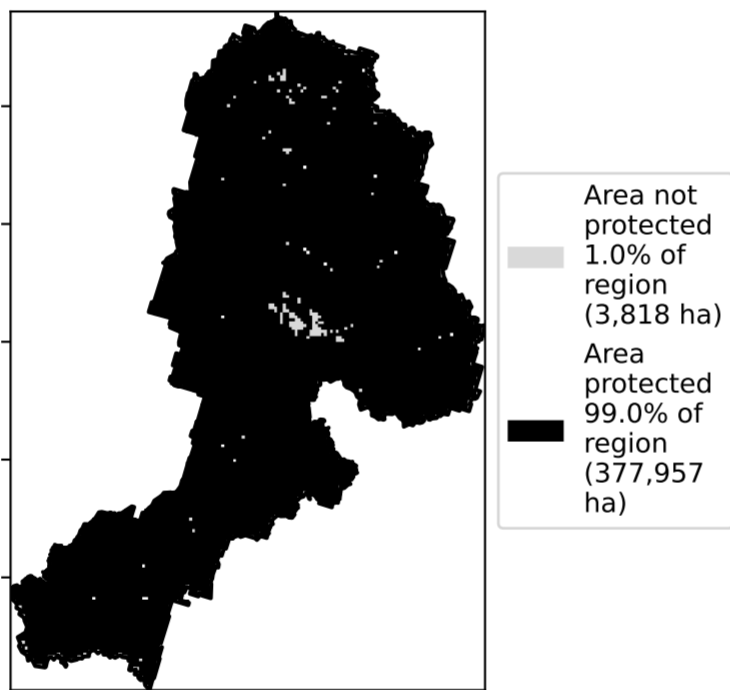 Area not
protected
1.0% of
region
(3,818 ha)
Area
protected
99.0% of
region
(377,957
ha)